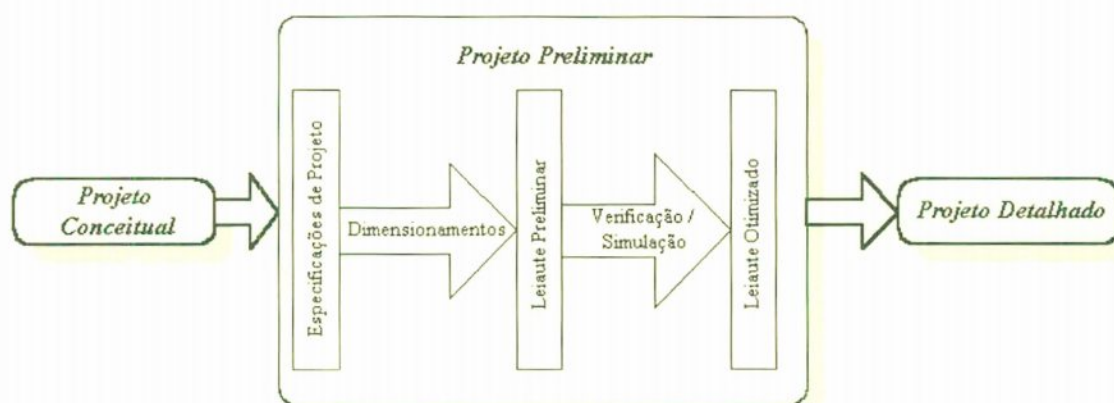 Projeto Preliminar
Projeto
Conceitual
Especificações de Projeto
Dimensionamentos
Leiaute Preliminar
Verificação /
Simulação
Leiaute Otimizado
Projeto Detalhado